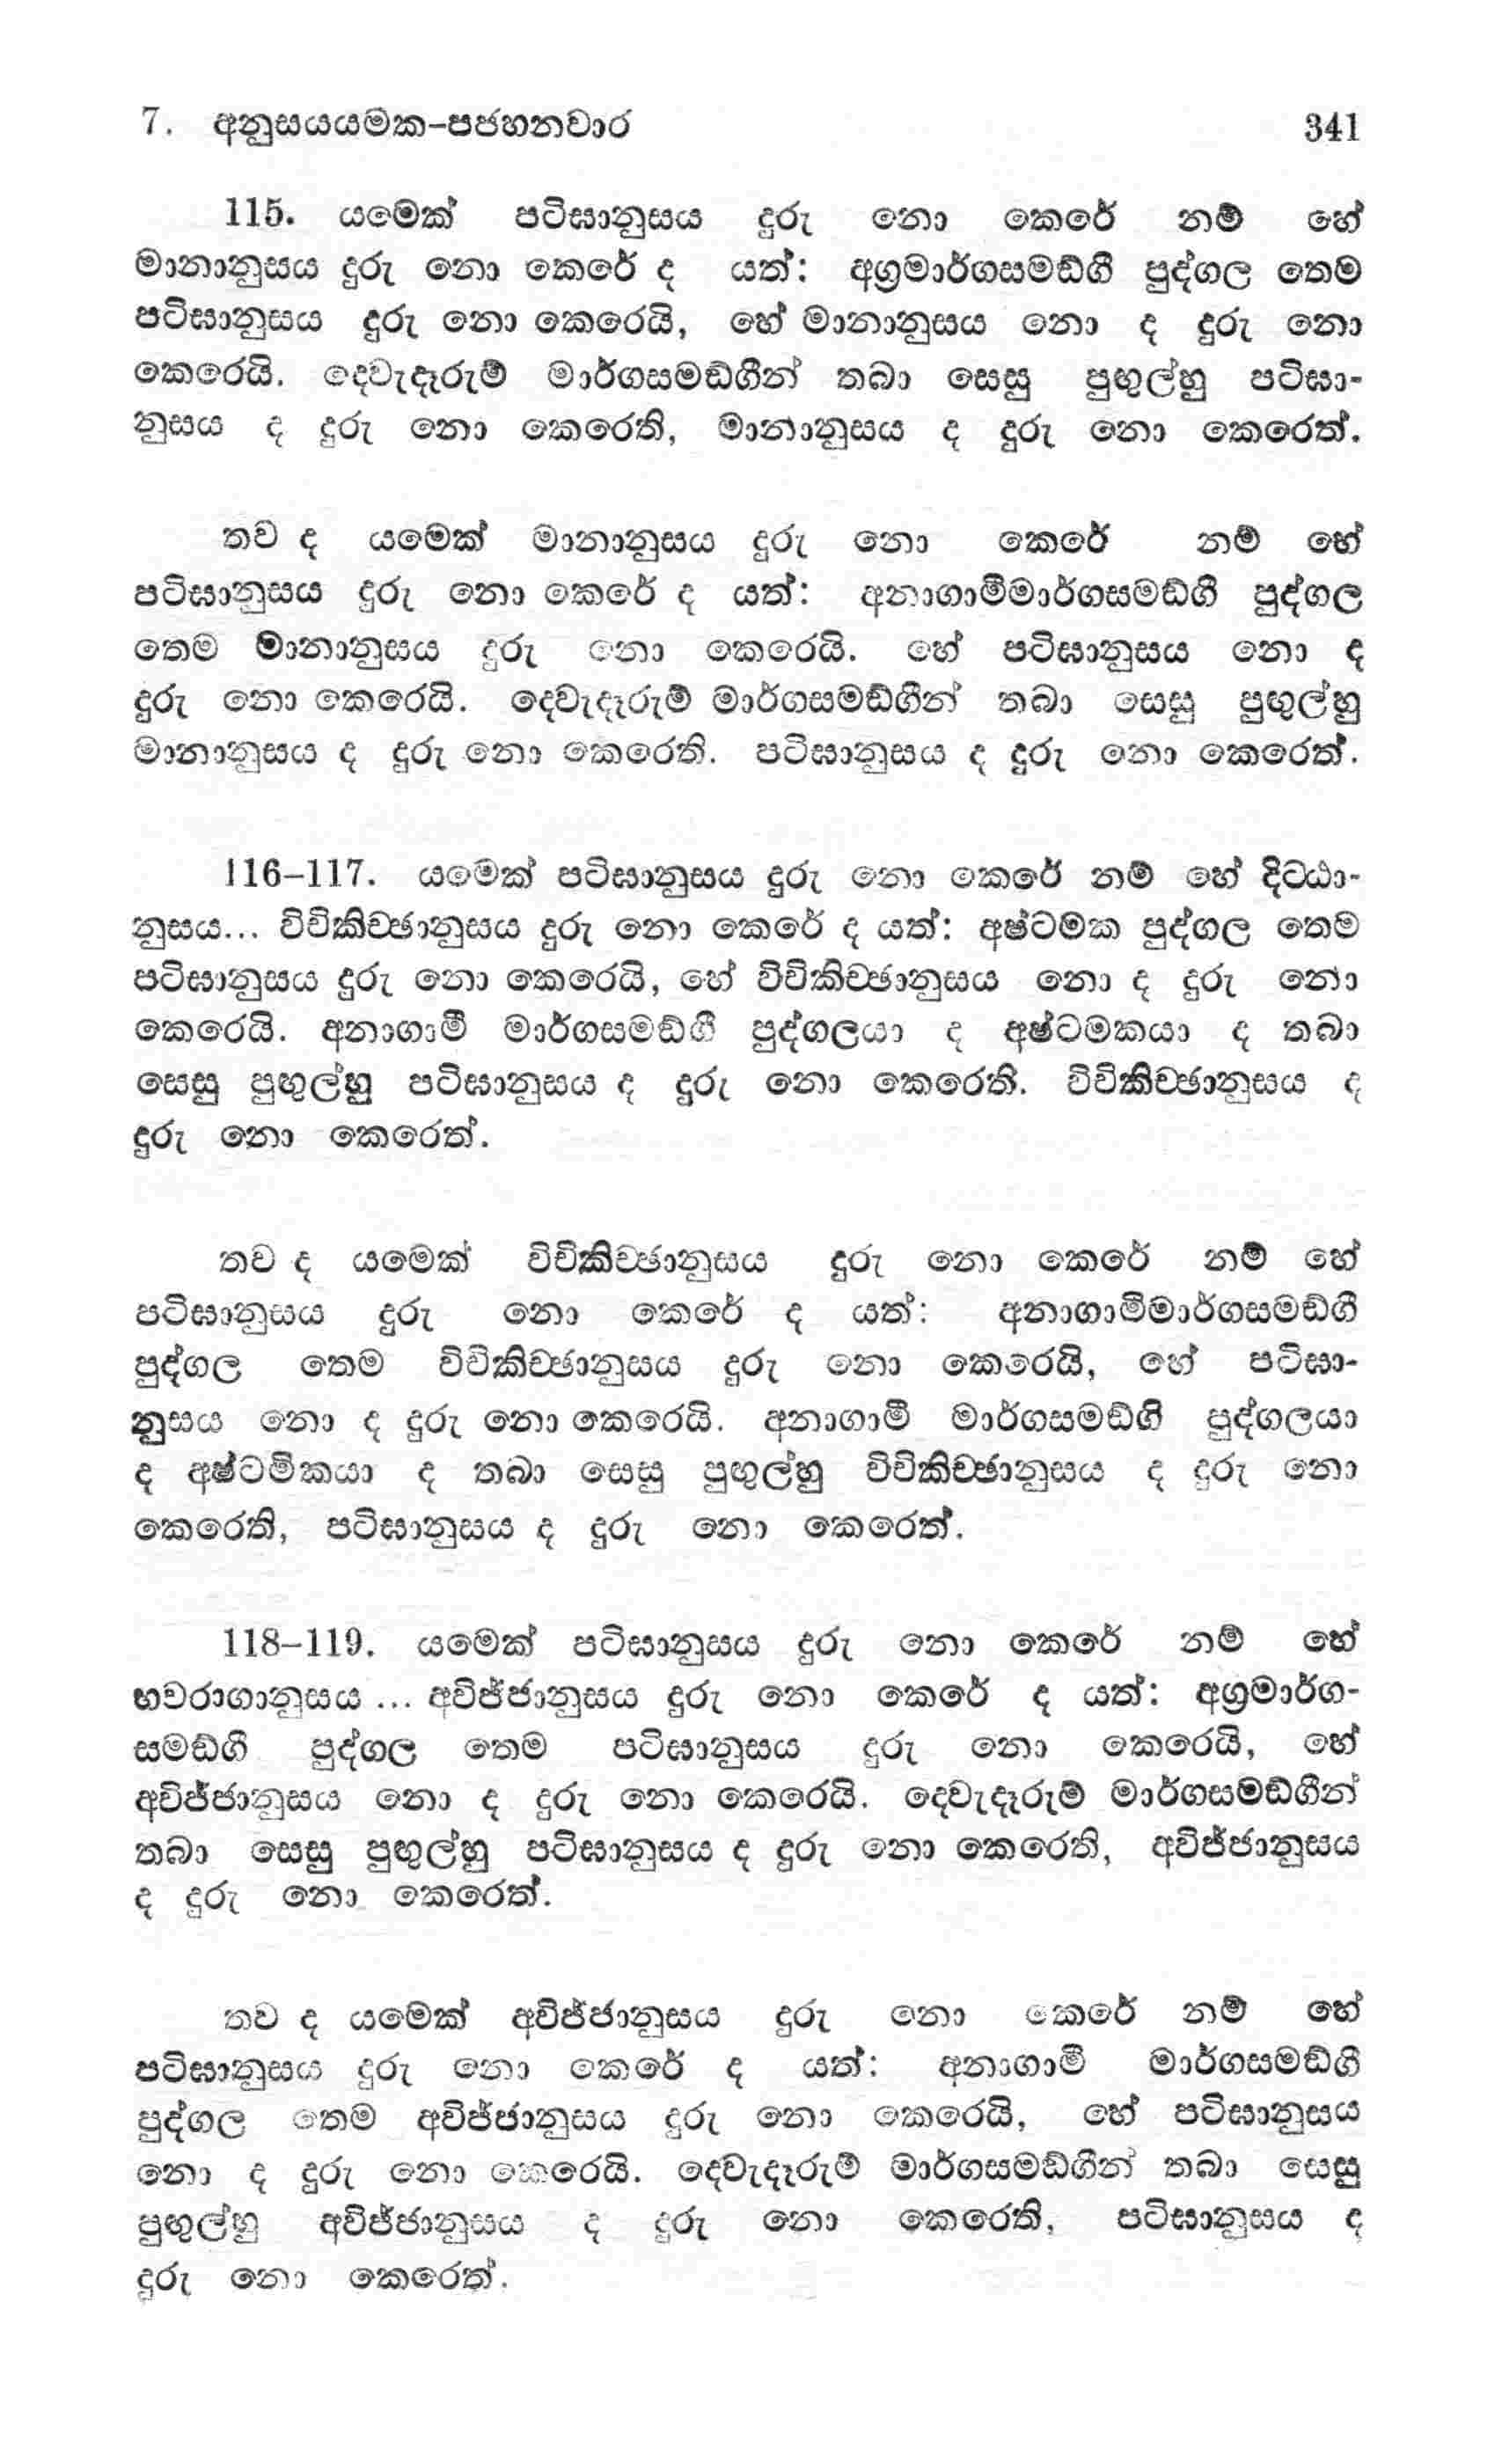 7. අනුසයයමක-පජහනවාර 341
115. යමෙක් පටිඝානුසය දුරු නො කෙරේ නම් හේ
මානානුසය දුරු නො කෙරේ ද යත්: අග්‍රමාර්ගසමඞ්ගී පුද්ගල තෙම
පටිඝානුසය දුරු නො කෙරෙයි, හේ මානානුසය නො ද දුරු නො
කෙරෙයි. දෙවැදෑරුම් මාර්ගසමඞ්ගීන් තබා සෙසු පුඟුල්හු පටිඝා-
නුසය ද දුරු නො කෙරෙති, මානානුසය ද දුරු නො කෙරෙත්.
තව ද යමෙක් මානානුසය දුරු නො කෙරේ නම් හේ
පටිඝානුසය දුරු නො කෙරේ ද යත්: අනාගාමීමාර්ගසමඞ්ගී පුද්ගල
තෙම මානානුසය දුරු නො කෙරෙයි. හේ පටිඝානුසය නො ද
දුරු නො කෙරෙයි. දෙවැදෑරුම් මාර්ගසමඞ්ගීන් තබා සෙසු පුඟුල්හු
මානානුසය ද දුරු නො කෙරෙති. පටිඝානුසය ද දුරු නො කෙරෙත්.
116-117. යමෙක් පටිඝානුසය දුරු නො කෙරේ නම් හේ දිට්ඨා-
නුසය... විචිකිච්ඡානුසය දුරු නො කෙරේ ද යත්: අෂ්ටමක පුද්ගල තෙම
පටිඝානුසය දුරු නො කෙරෙයි, හේ විචිකිච්ඡානුසය නො ද දුරු නො
කෙරෙයි. අනාගාමී මාර්ගසමඞ්ගී පුද්ගලයා ද අෂ්ටමකයා ද තබා
සෙසු පුඟුල්හු පටිඝානුසය ද දුරු නො කෙරෙති. විචිකිච්ඡානුසය ද
දුරු නො කෙරෙත්.
තව ද යමෙක් විචිකිච්ඡානුසය දුරු නො කෙරේ නම් හේ
පටිඝානුසය දුරු නො කෙරේ ද යත්: අනාගාමිමාර්ගසමඞ්ගී
පුද්ගල තෙම විචිකිච්ඡානුසය දුරු නො කෙරෙයි, හේ පටිඝා-
නුසය නො ද දුරු නො කෙරෙයි. අනාගාමී මාර්ගසමඞ්ගි පුද්ගලයා
ද අෂ්ටමිකයා ද තබා සෙසු පුඟුල්හු විචිකිච්ඡානුසය ද දුරු නො
කෙරෙති, පටිඝානුසය ද දුරු නො කෙරෙත්.
118-119. යමෙක් පටිඝානුසය දුරු නො කෙරේ නම් හේ
භවරාගානුසය ... අවිජ්ජානුසය දුරු නො කෙරේ ද යත්: අග්‍රමාර්ග-
සමඞ්ගී පුද්ගල තෙම පටිඝානුසය දුරු නො කෙරෙයි, හේ
අවිජ්ජානුසය නො ද දුරු නො කෙරෙයි. දෙවැදෑරුම් මාර්ගසමඞ්ගීන්
තබා සෙසු පුඟුල්හු පටිඝානුසය ද දුරු නො කෙරෙති, අවිජ්ජානුසය
ද දුරු නො කෙරෙත්.
තව ද යමෙක් අවිජ්ජානුසය දුරු නො කෙරේ නම් හේ
පටිඝානුසය දුරු නො කෙරේ ද යත්: අනාගාමී මාර්ගසමඞ්ගී
පුද්ගල තෙම අවිජ්ජානුසය දුරු නො කෙරෙයි, හේ පටිඝානුසය
නො ද දුරු නො කෙරෙයි. දෙවැදෑරුම් මාර්ගසමඞ්ගීන් තබා සෙසු
පුඟුල්හු අවිජ්ජානුසය ද දුරු නො කෙරෙති, පටිඝානුසය ද
දුරු නො කෙරෙත්.